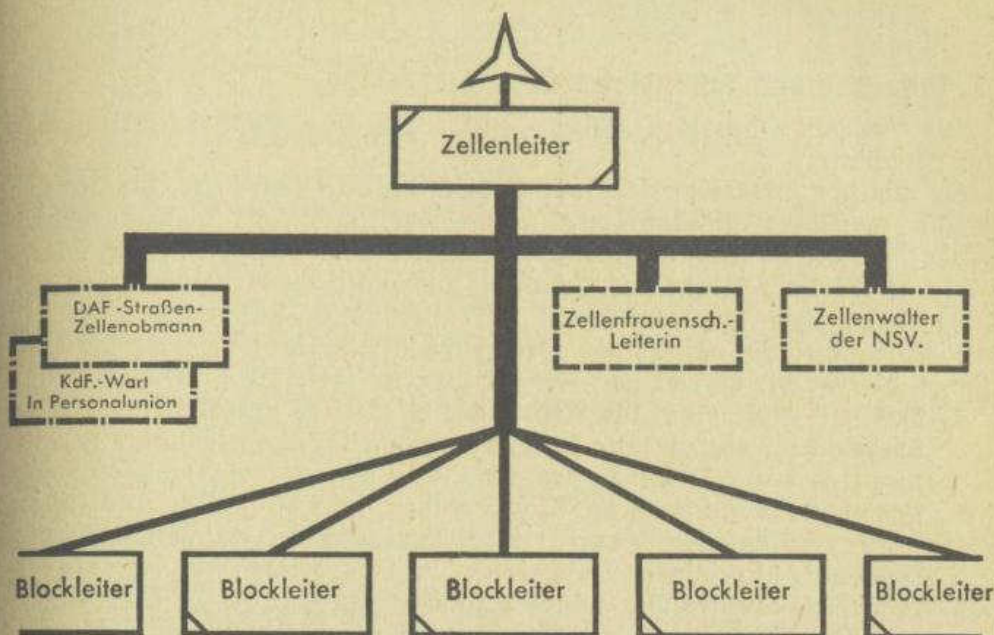 Zellenleiter
DAF -Straßen-
Zellenobmann
KdF.-Wart
In Personalunion
Zellenfrauensch.-
Leiterin
Zellenwalter
der NSV.
Blockleiter
Blockleiter
Blockleiter
Blockleiter
Blockleiter